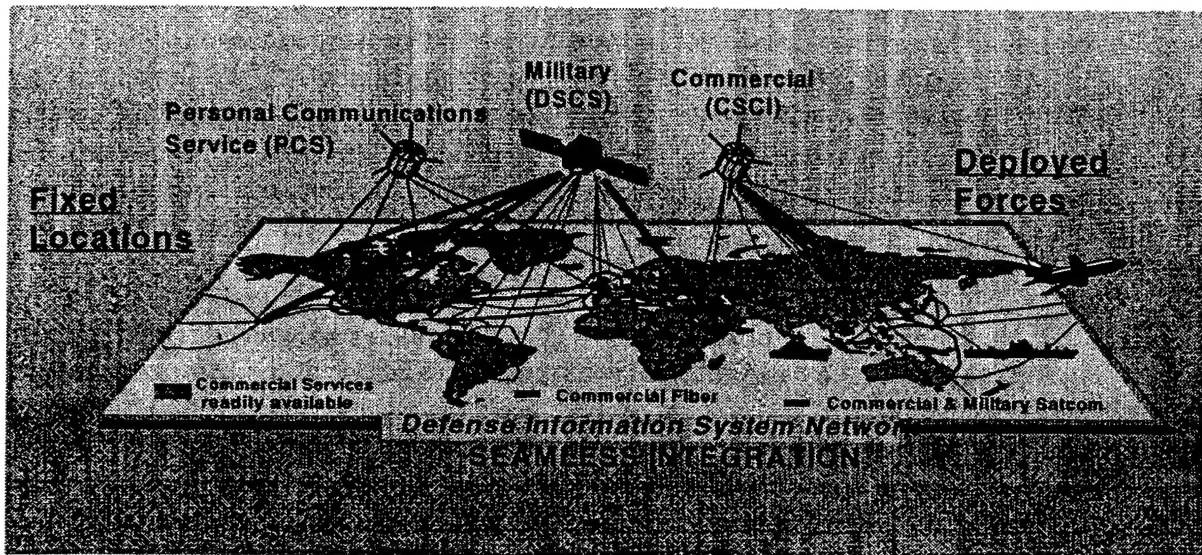 Military
(DSCS)
Commercial
(CSCI)
Personal Communications
Service (PCS)
Fixed
Locations
Deployed
Forces
Commercial Services
readily available
Commercial Fiber
Commercial & Military Satcom
Defense Information System Network
"SEAMLESS INTEGRATION"